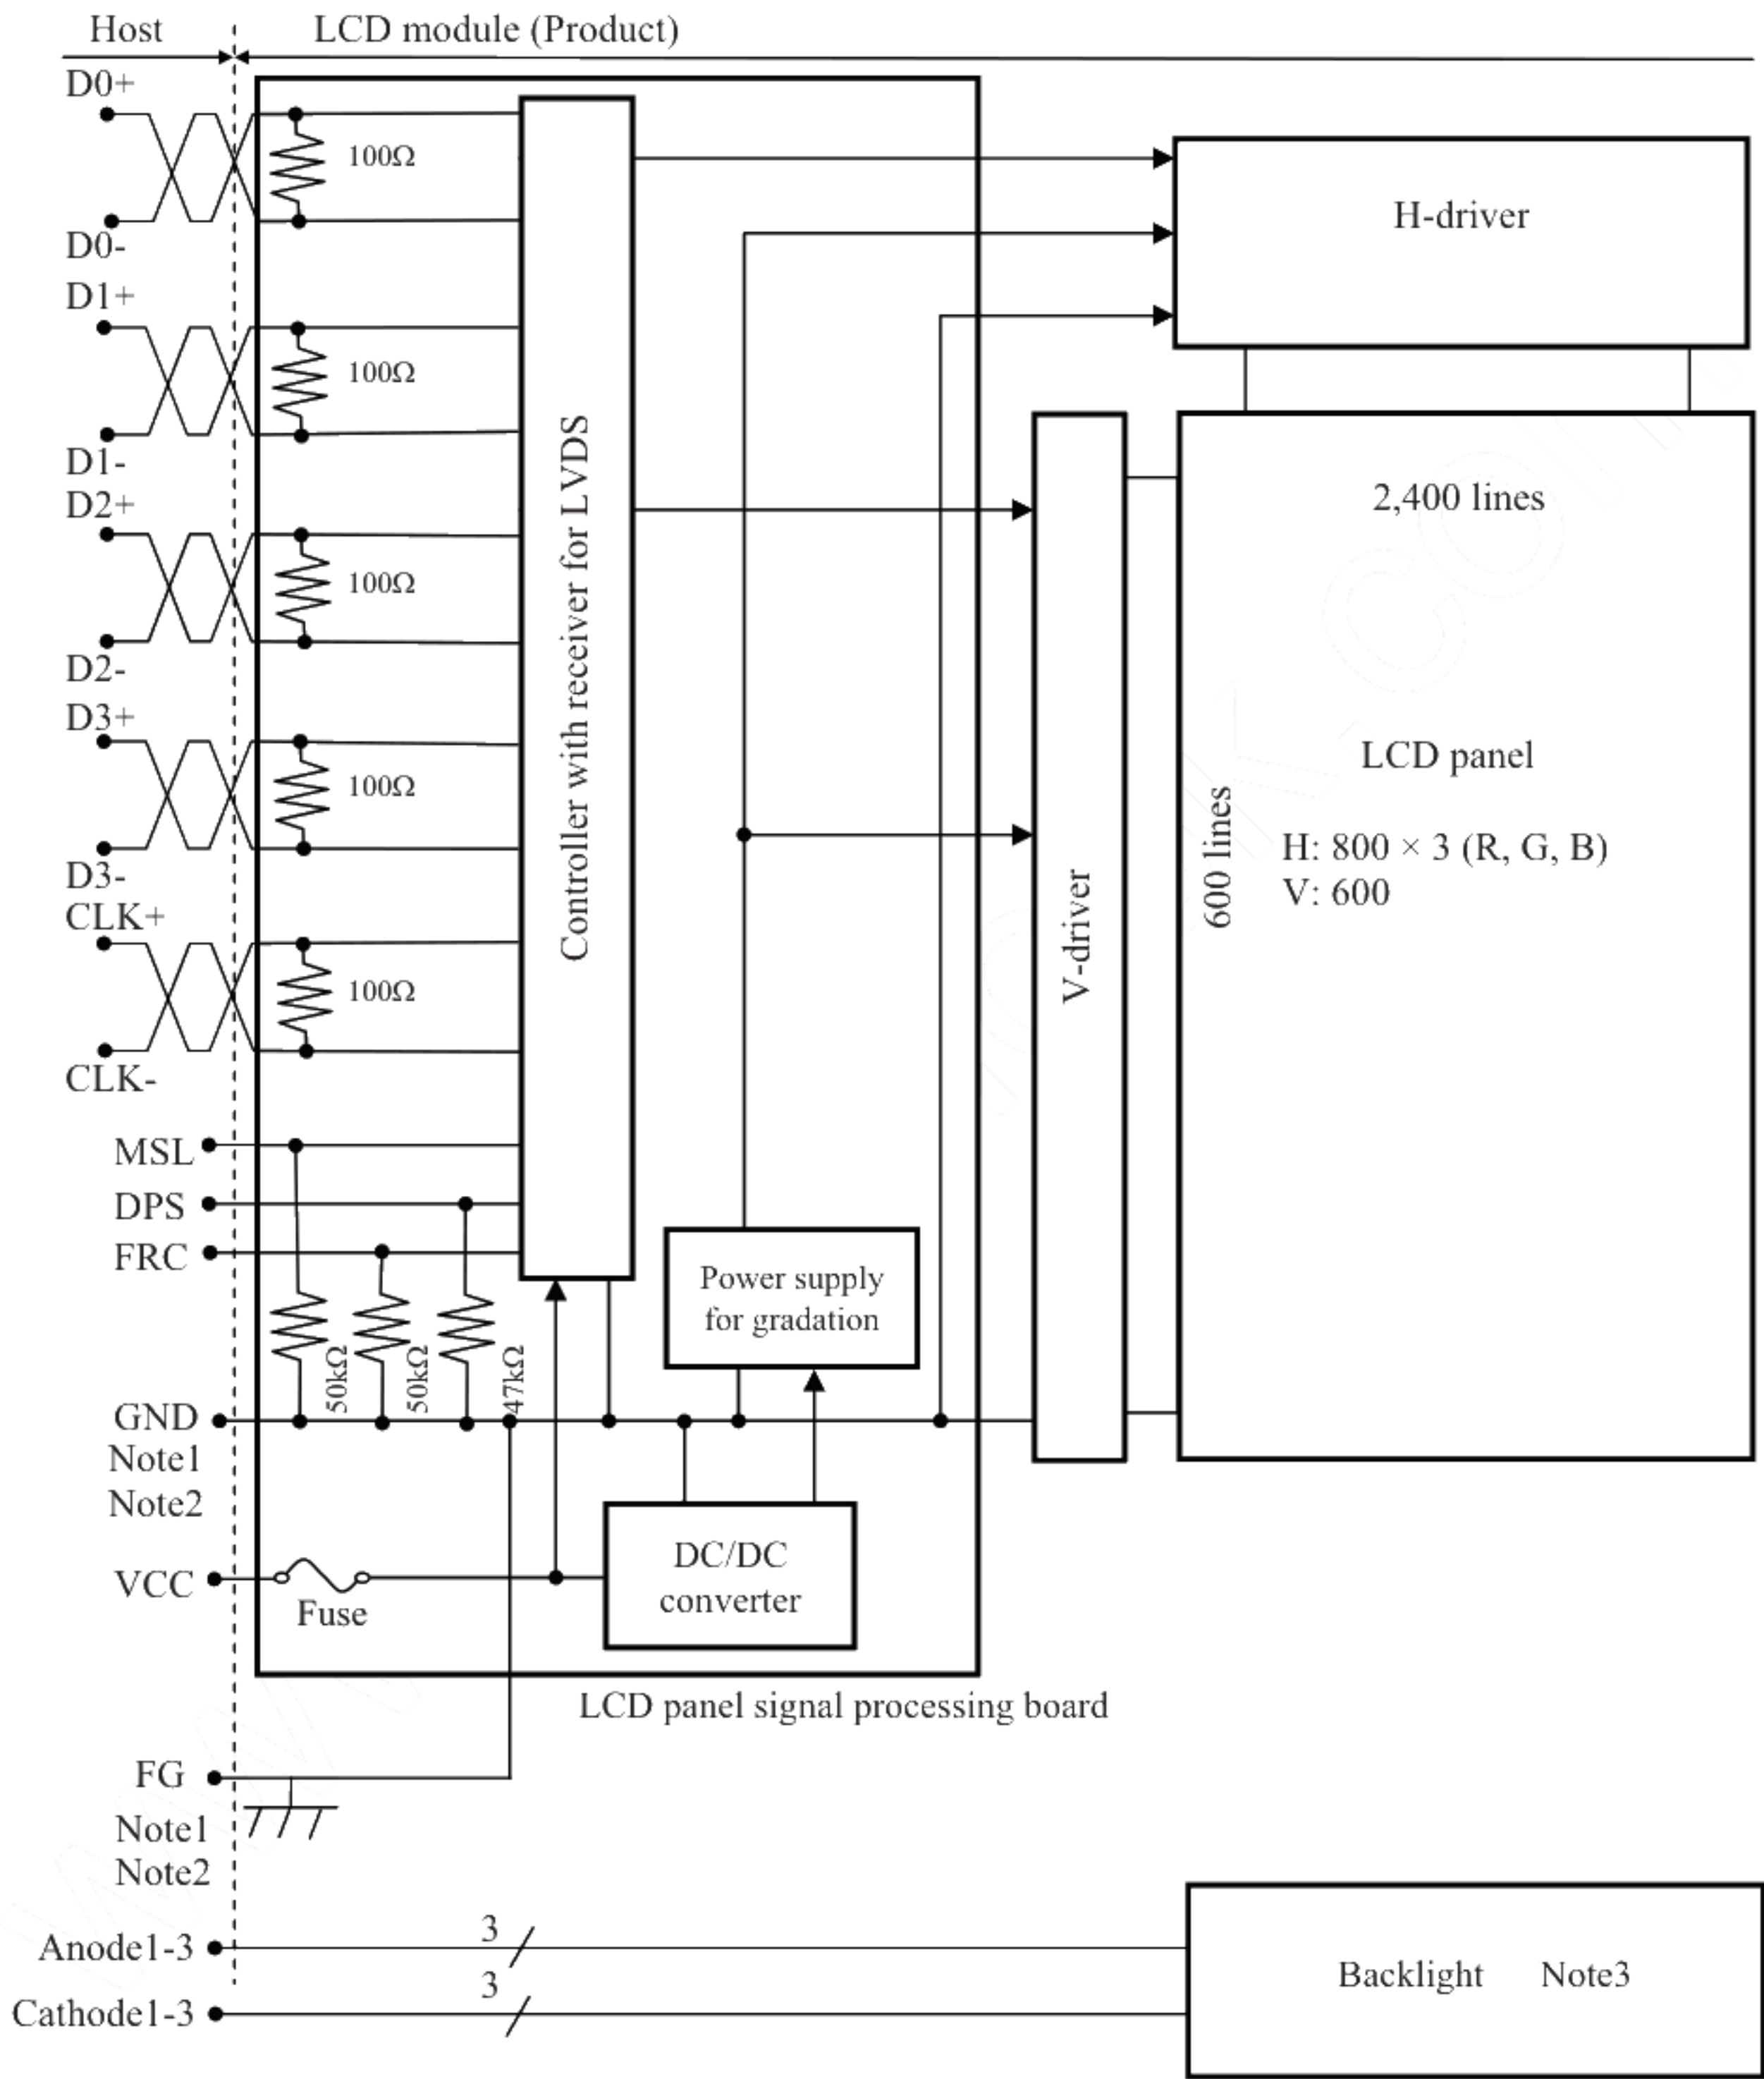 Host
LCD module (Product)
D0+
100Ω
D0-
H-driver
D1+
100Ω
D1-
D2+
100Ω
D2-
D3+
100Ω
D3-
CLK+
100Ω
CLK-
Controller with receiver for LVDS
2,400 lines
LCD panel
600 lines
H: 800 × 3 (R, G, B)
V: 600
V-driver
MSL
DPS
FRC
Power supply
for gradation
50kΩ
50kΩ
47kΩ
GND
Note1
Note2
DC/DC
converter
VCC
Fuse
LCD panel signal processing board
FG
Note1
Note2
Anode1-3
3
Cathode1-3
3
Backlight Note3